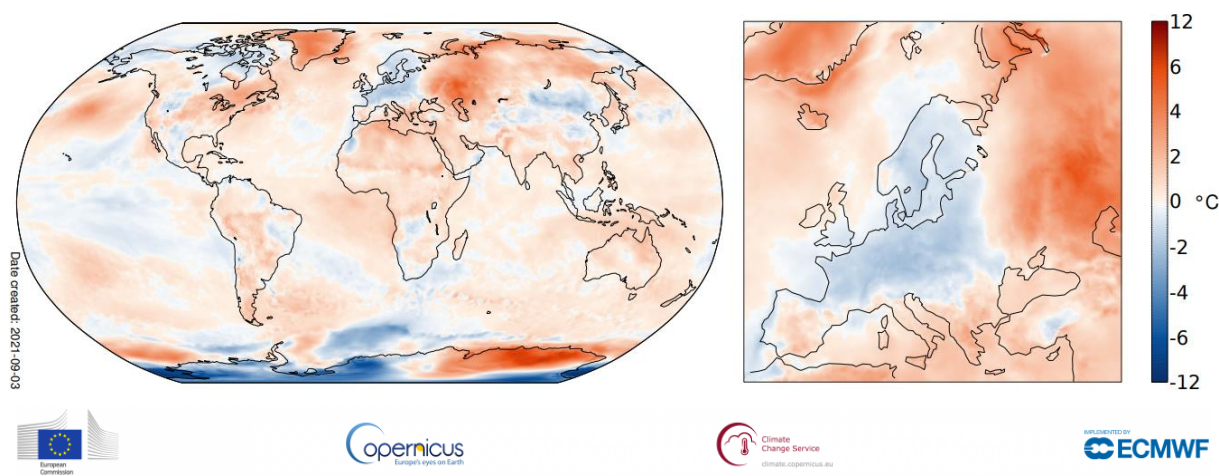 12
6
4
2
0 °C
-2
-4
-6
-12
Date created: 2021-09-03
European
Commission
opernicus
Europe's eyes on Earth
Climate
Change Service
climate.copernicus.eu
IMPLEMENTED BY
ECMWF